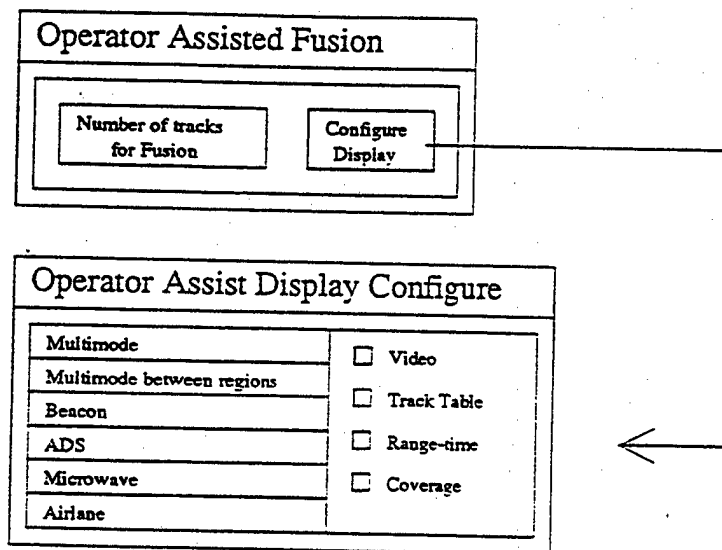 Operator Assisted Fusion
Number of tracks
for Fusion
Configure
Display
Operator Assist Display Configure
Multimode
Multimode between regions
Beacon
ADS
Microwave
Airlane
Video
Track Table
Range-time
Coverage